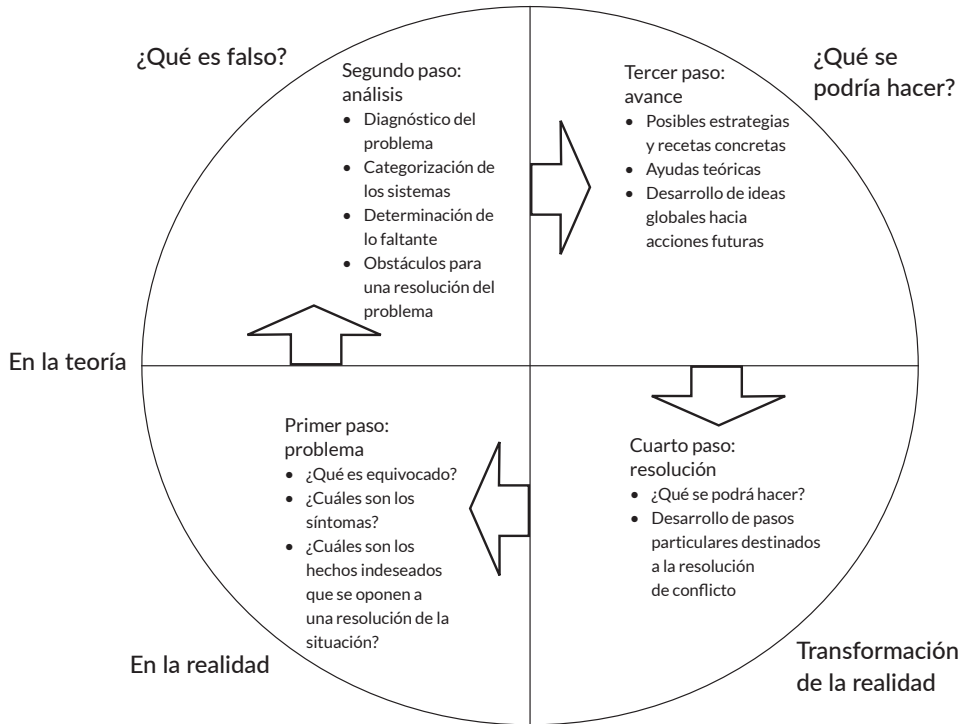 ¿Qué es falso?
Segundo paso:
análisis
• Diagnóstico del
problema
• Categorización de
los sistemas
• Determinación de
lo faltante
• Obstáculos para
una resolución del
problema
¿Qué se
podría hacer?
Tercer paso:
avance
• Posibles estrategias
y recetas concretas
• Ayudas teóricas
• Desarrollo de ideas
globales hacia
acciones futuras
En la teoría
Primer paso:
problema
• ¿Qué es equivocado?
• ¿Cuáles son los
síntomas?
• ¿Cuáles son los
hechos indeseados
que se oponen a
una resolución de la
situación?
En la realidad
Cuarto paso:
resolución
• ¿Qué se podrá hacer?
• Desarrollo de pasos
particulares destinados
a la resolución
de conflicto
Transformación
de la realidad